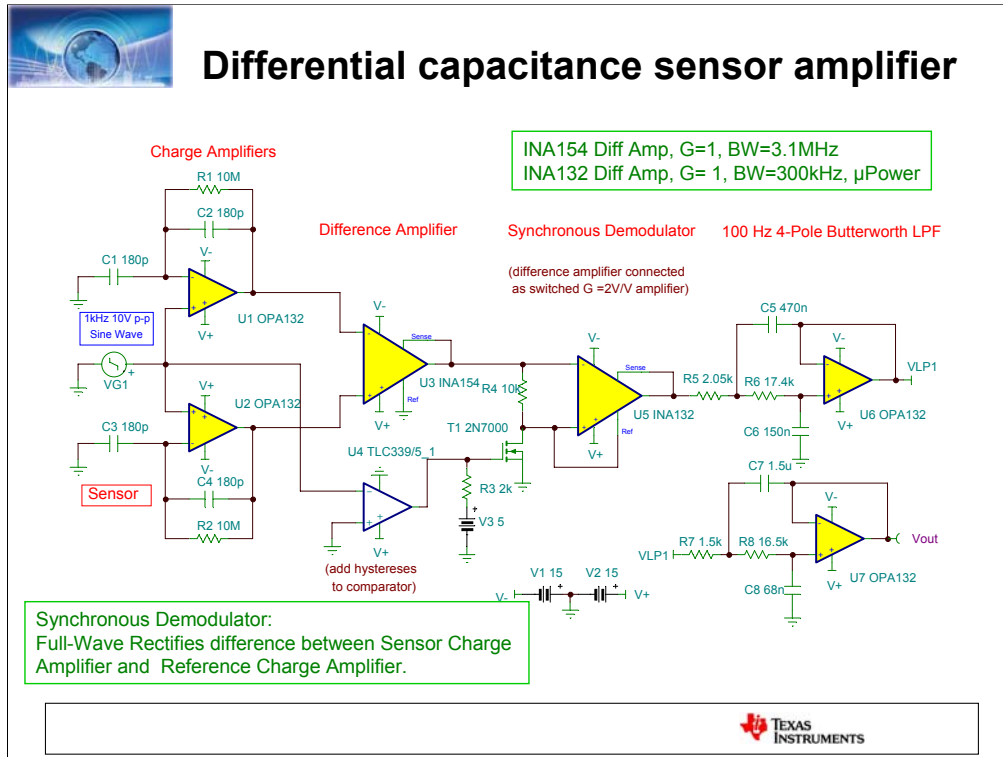 Differential capacitance sensor amplifier
INA154 Diff Amp, G=1, BW=3.1MHz
INA132 Diff Amp, G= 1, BW=300kHz, µPower
Charge Amplifiers
R1 10M
C2 180p
V-
C1 180p
U1 OPA132
V+
1kHz 10V p-p
Sine Wave
VG1
V+
U2 OPA132
C3 180p
V-
C4 180p
Sensor
R2 10M
Difference Amplifier
V-
Sense
U3 INA154
Ref
V+
U4 TLC339/5_1
V+
(add hystereses
to comparator)
Synchronous Demodulator
(difference amplifier connected
as switched G =2V/V amplifier)
R4 10k
T1 2N7000
R3 2k
V3 5
V-
Sense
U5 INA132
Ref
V+
100 Hz 4-Pole Butterworth LPF
C5 470n
V-
R5 2.05k
R6 17.4k
VLP1
U6 OPA132
V+
C6 150n
C7 1.5u
V-
VLP1
R7 1.5k
R8 16.5k
Vout
U7 OPA132
V+
C8 68n
V1 15
V2 15
V-
V+
Synchronous Demodulator:
Full-Wave Rectifies difference between Sensor Charge
Amplifier and Reference Charge Amplifier.
TEXAS
INSTRUMENTS